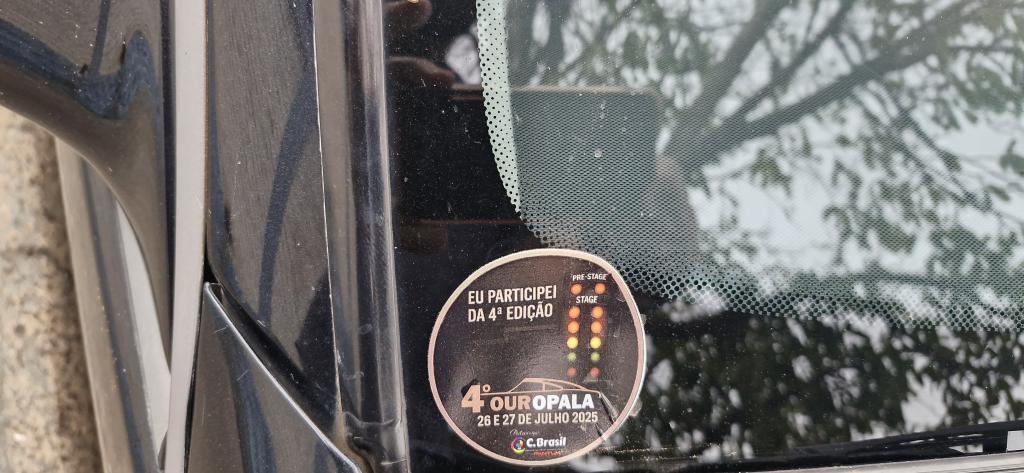 PRE-STAGE
STAGE
EU PARTICIPEI
DA 4ª EDIÇÃO
4º OUROPALA
26 E 27 DE JULHO 2025
C.Brasil